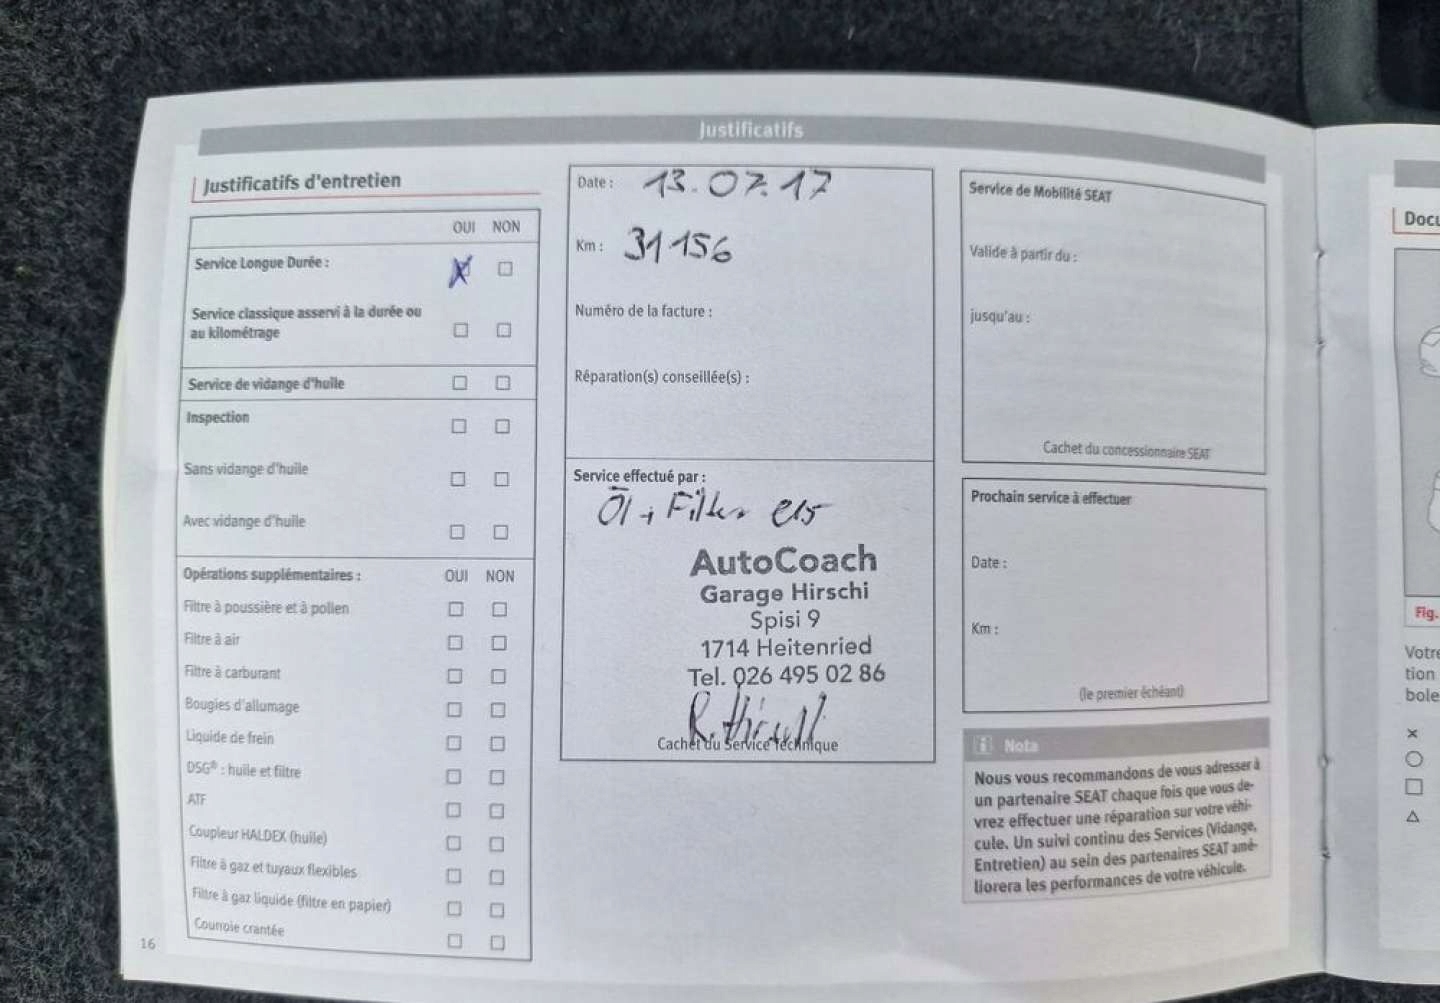 Justificatifs
Justificatifs d'entretien
OUI NON
Service Longue Durée :
Service classique asservi à la durée ou
au kilométrage
Service de vidange d'huile
Inspection
Sans vidange d'huile
Avec vidange d'huile
Opérations supplémentaires : OUI NON
Filtre à poussière et à pollen
Filtre à air
Filtre à carburant
Bougies d'allumage
Liquide de frein
DSG® : huile et filtre
ATF
Coupleur HALDEX (huile)
Filtre à gaz et tuyaux flexibles
Filtre à gaz liquide (filtre en papier)
Courroie crantée
16
Date : 13.07.17
Km : 31156
Numéro de la facture :
Réparation(s) conseillée(s) :
Service effectué par :
Öl + Filter
AutoCoach
Garage Hirschi
Spisi 9
1714 Heitenried
Tel. 026 495 02 86
Cachet du Service Technique
Service de Mobilité SEAT
Valide à partir du :
jusqu'au :
Cachet du concessionnaire SEAT
Prochain service à effectuer
Date :
Km :
(le premier échéant)
Nota
Nous vous recommandons de vous adresser à
un partenaire SEAT chaque fois que vous de-
vrez effectuer une réparation sur votre véhi-
cule. Un suivi continu des Services (Vidange,
Entretien) au sein des partenaires SEAT amé-
liorera les performances de votre véhicule.
Docu
Fig.
Votre
tion
bole